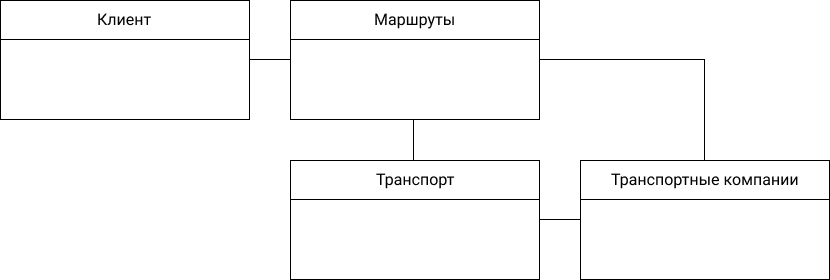 Клиент
Маршруты
Транспорт
Транспортные компании